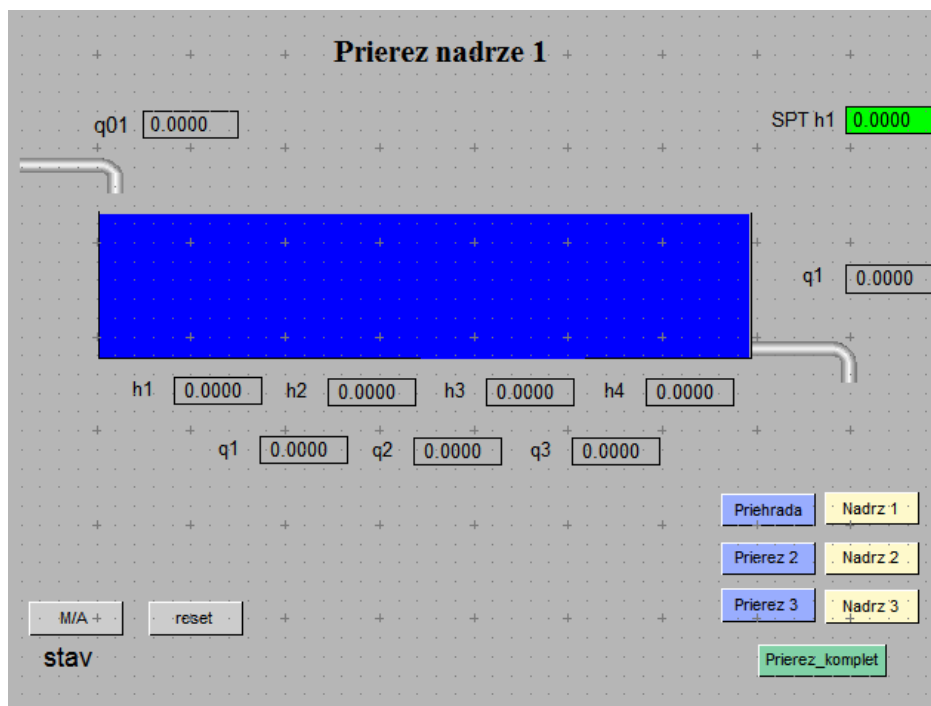 Prierez nadrze 1
q01 0.0000 SPT h1 0.0000
q1 0.0000
h1 0.0000 h2 0.0000 h3 0.0000 h4 0.0000
q1 0.0000 q2 0.0000 q3 0.0000
Priehrada Nadrz 1
Prierez 2 Nadrz 2
Prierez 3 Nadrz 3
M/A reset
stav Prierez_komplet